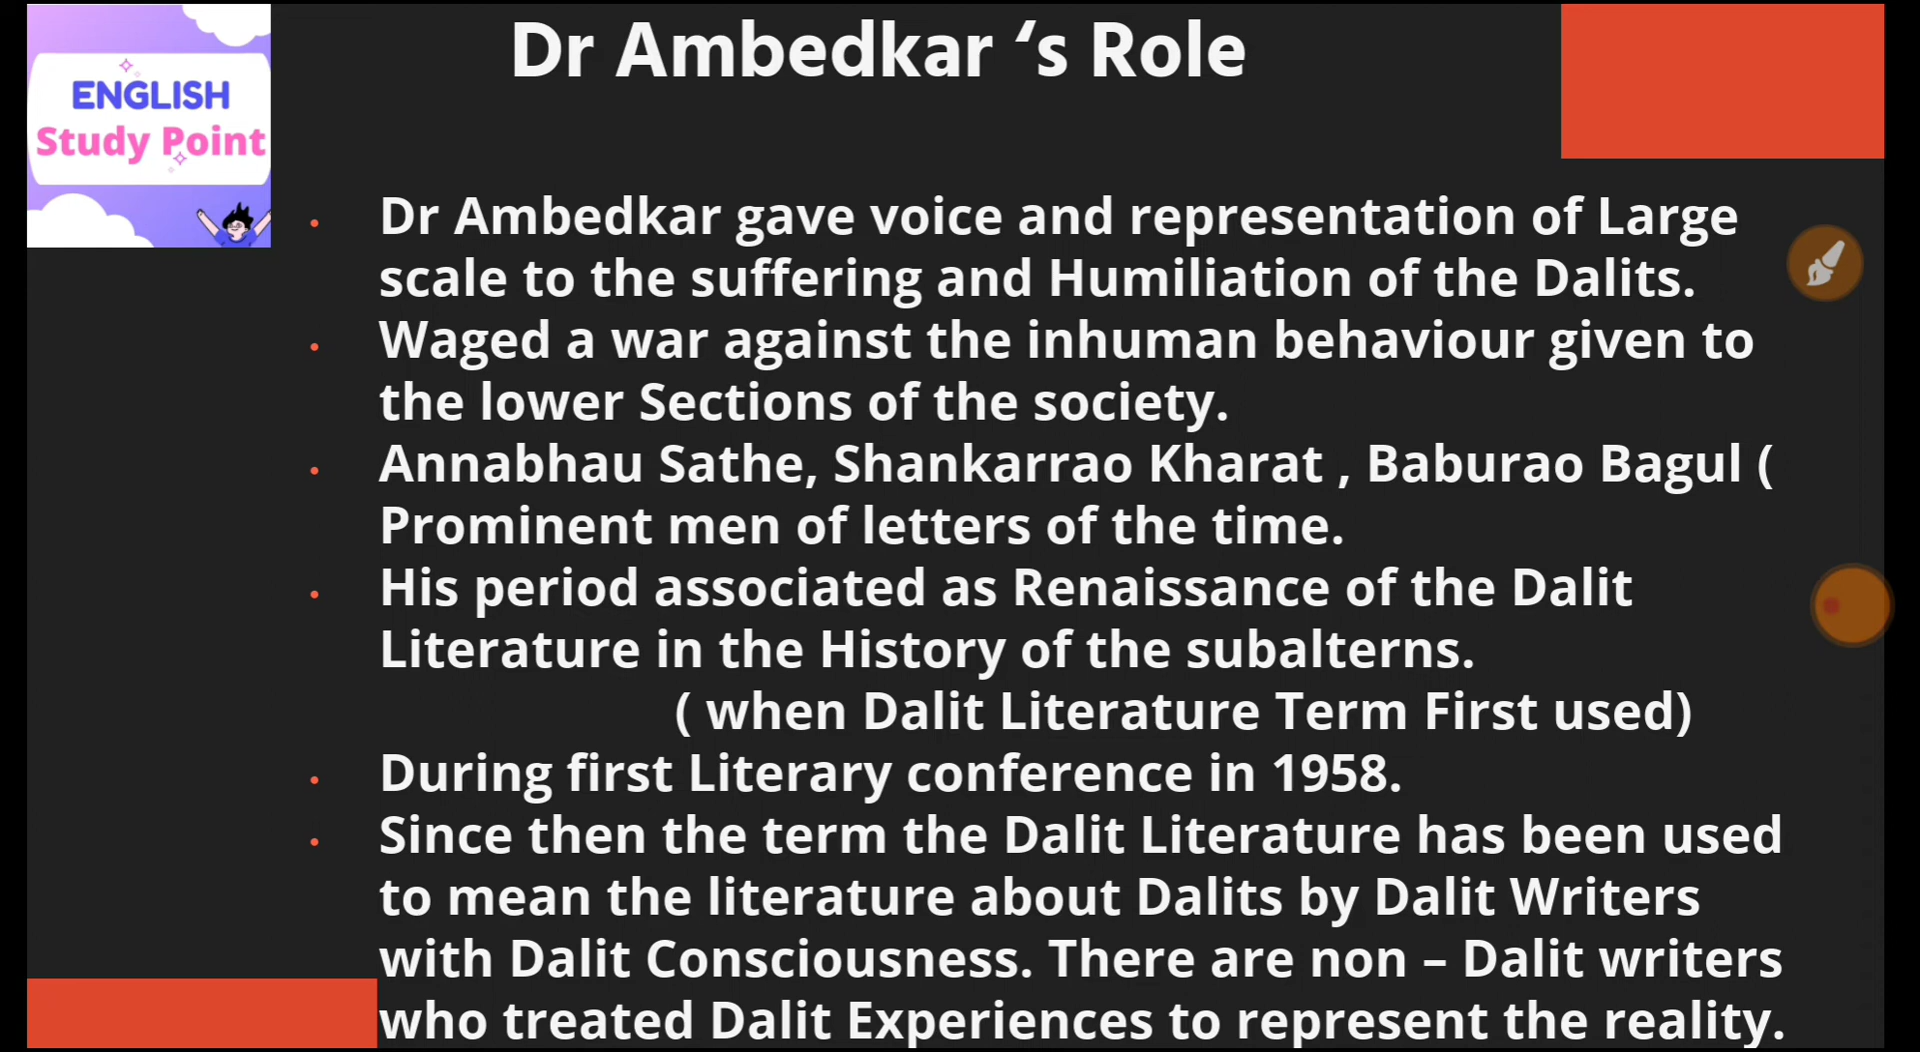 ENGLISH
Study Point
Dr Ambedkar ‘s Role
Dr Ambedkar gave voice and representation of Large
scale to the suffering and Humiliation of the Dalits.
Waged a war against the inhuman behaviour given to
the lower Sections of the society.
Annabhau Sathe, Shankarrao Kharat , Baburao Bagul (
Prominent men of letters of the time.
His period associated as Renaissance of the Dalit
Literature in the History of the subalterns.
( when Dalit Literature Term First used)
During first Literary conference in 1958.
Since then the term the Dalit Literature has been used
to mean the literature about Dalits by Dalit Writers
with Dalit Consciousness. There are non – Dalit writers
who treated Dalit Experiences to represent the reality.